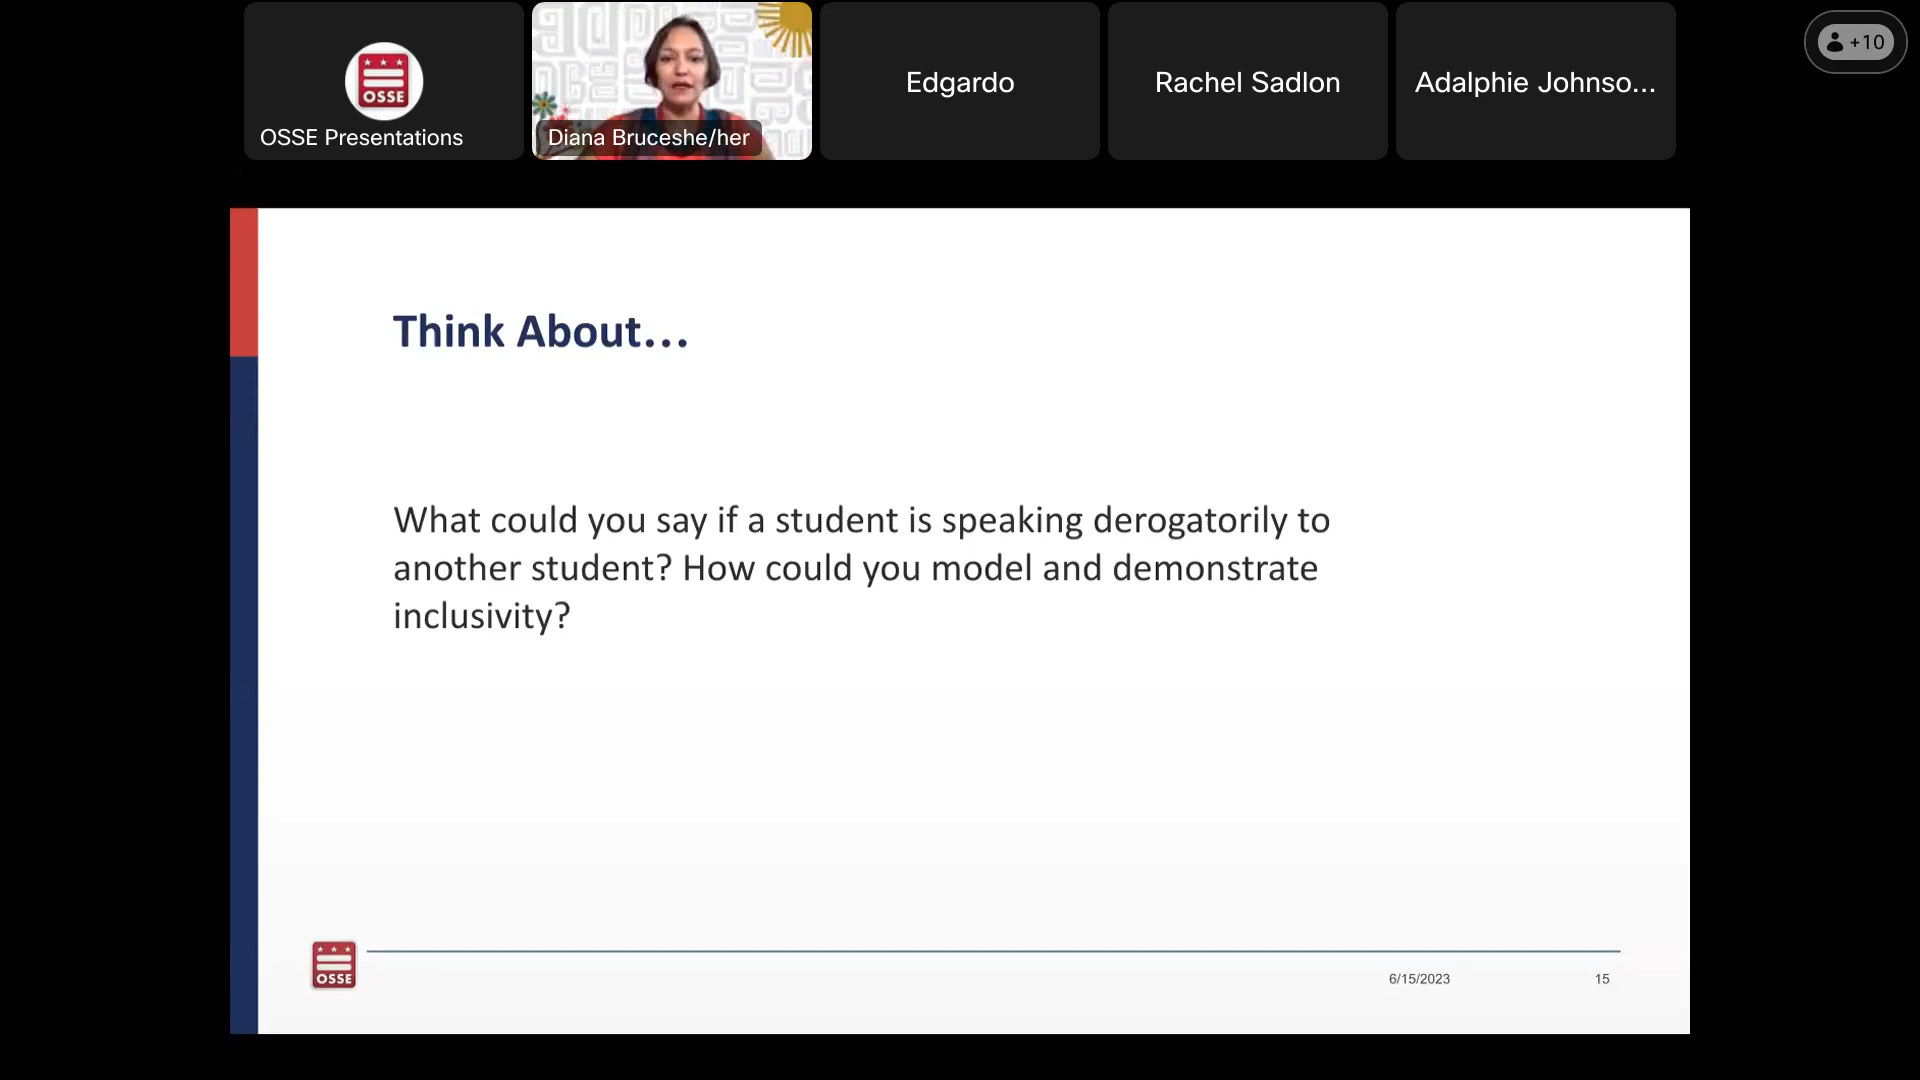 OSSE
OSSE Presentations
Diana Bruceshe/her
Edgardo
Rachel Sadlon
Adalphie Johnso...
+10
Think About...
What could you say if a student is speaking derogatorily to
another student? How could you model and demonstrate
inclusivity?
OSSE
6/15/2023
15